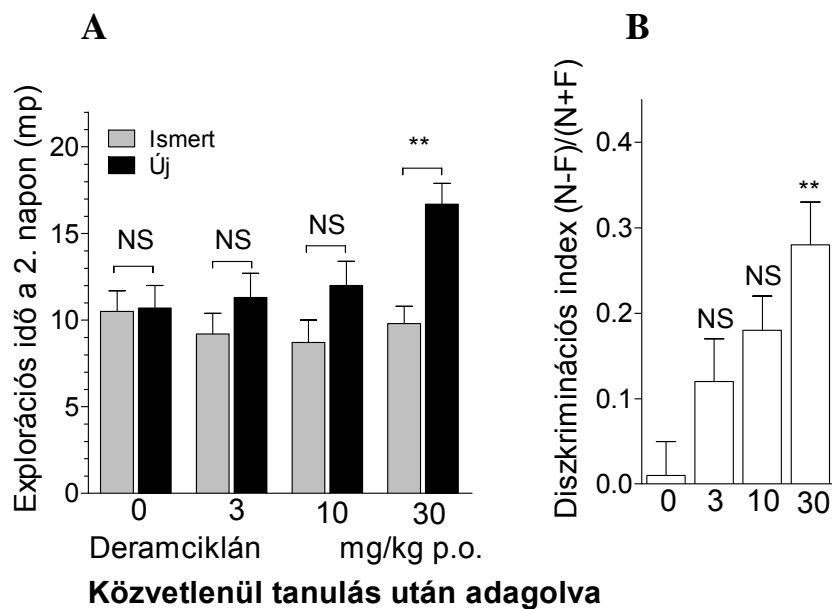 A
B
Explorációs idő a 2. napon (mp)
20
15
10
5
0
Ismert
Új
NS
NS
NS
**
0
3
10
30
Deramciklán
mg/kg p.o.
Közvetlenül tanulás után adagolva
Diszkriminációs index (N-F)/(N+F)
0.4
0.3
0.2
0.1
0.0
NS
NS
**
0
3
10
30